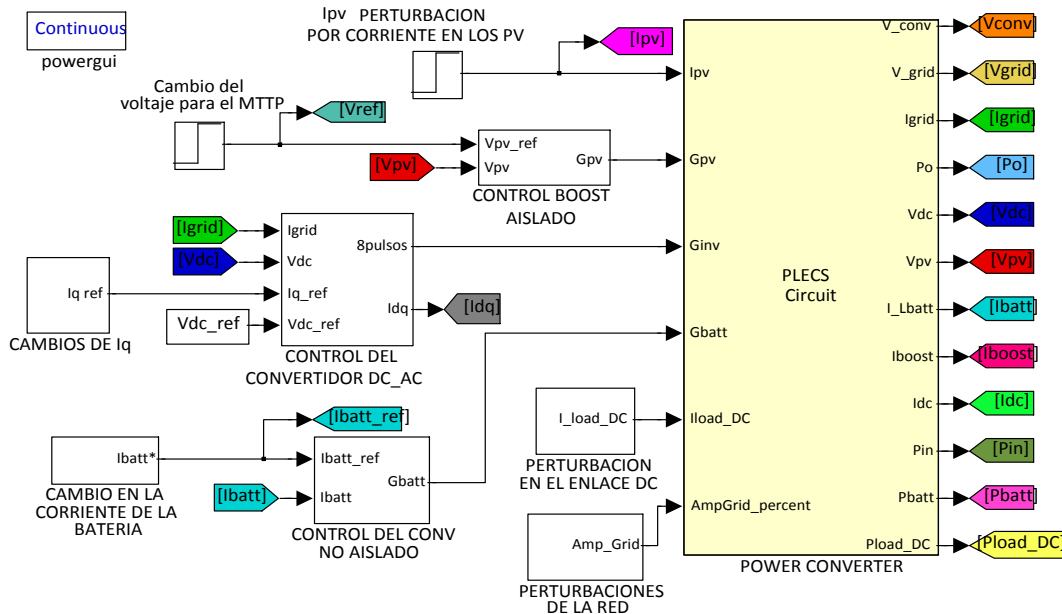 Continuous
powergui
Ipv PERTURBACION
POR CORRIENTE EN LOS PV
[Ipv]
Cambio del
voltaje para el MTTP
[Vref]
[Vpv]
Vpv_ref
Vpv
Gpv
CONTROL BOOST
AISLADO
[Igrid]
[Vdc]
Iq ref
CAMBIOS DE Iq
Vdc_ref
Igrid
Vdc
Iq_ref
Vdc_ref
8pulsos
Idq
[Idq]
CONTROL DEL
CONVERTIDOR DC_AC
[Ibatt_ref]
Ibatt*
CAMBIO EN LA
CORRIENTE DE LA
BATERIA
[Ibatt]
Ibatt_ref
Ibatt
Gbatt
CONTROL DEL CONV
NO AISLADO
I_load_DC
PERTURBACION
EN EL ENLACE DC
Amp_Grid
PERTURBACIONES
DE LA RED
Ipv
Gpv
Ginv
Gbatt
Iload_DC
AmpGrid_percent
PLECS
Circuit
V_conv
V_grid
Igrid
Po
Vdc
Vpv
I_Lbatt
Iboost
Idc
Pin
Pbatt
Pload_DC
POWER CONVERTER
[Vconv]
[Vgrid]
[Igrid]
[Po]
[Vdc]
[Vpv]
[Ibatt]
[Iboost]
[Idc]
[Pin]
[Pbatt]
[Pload_DC]